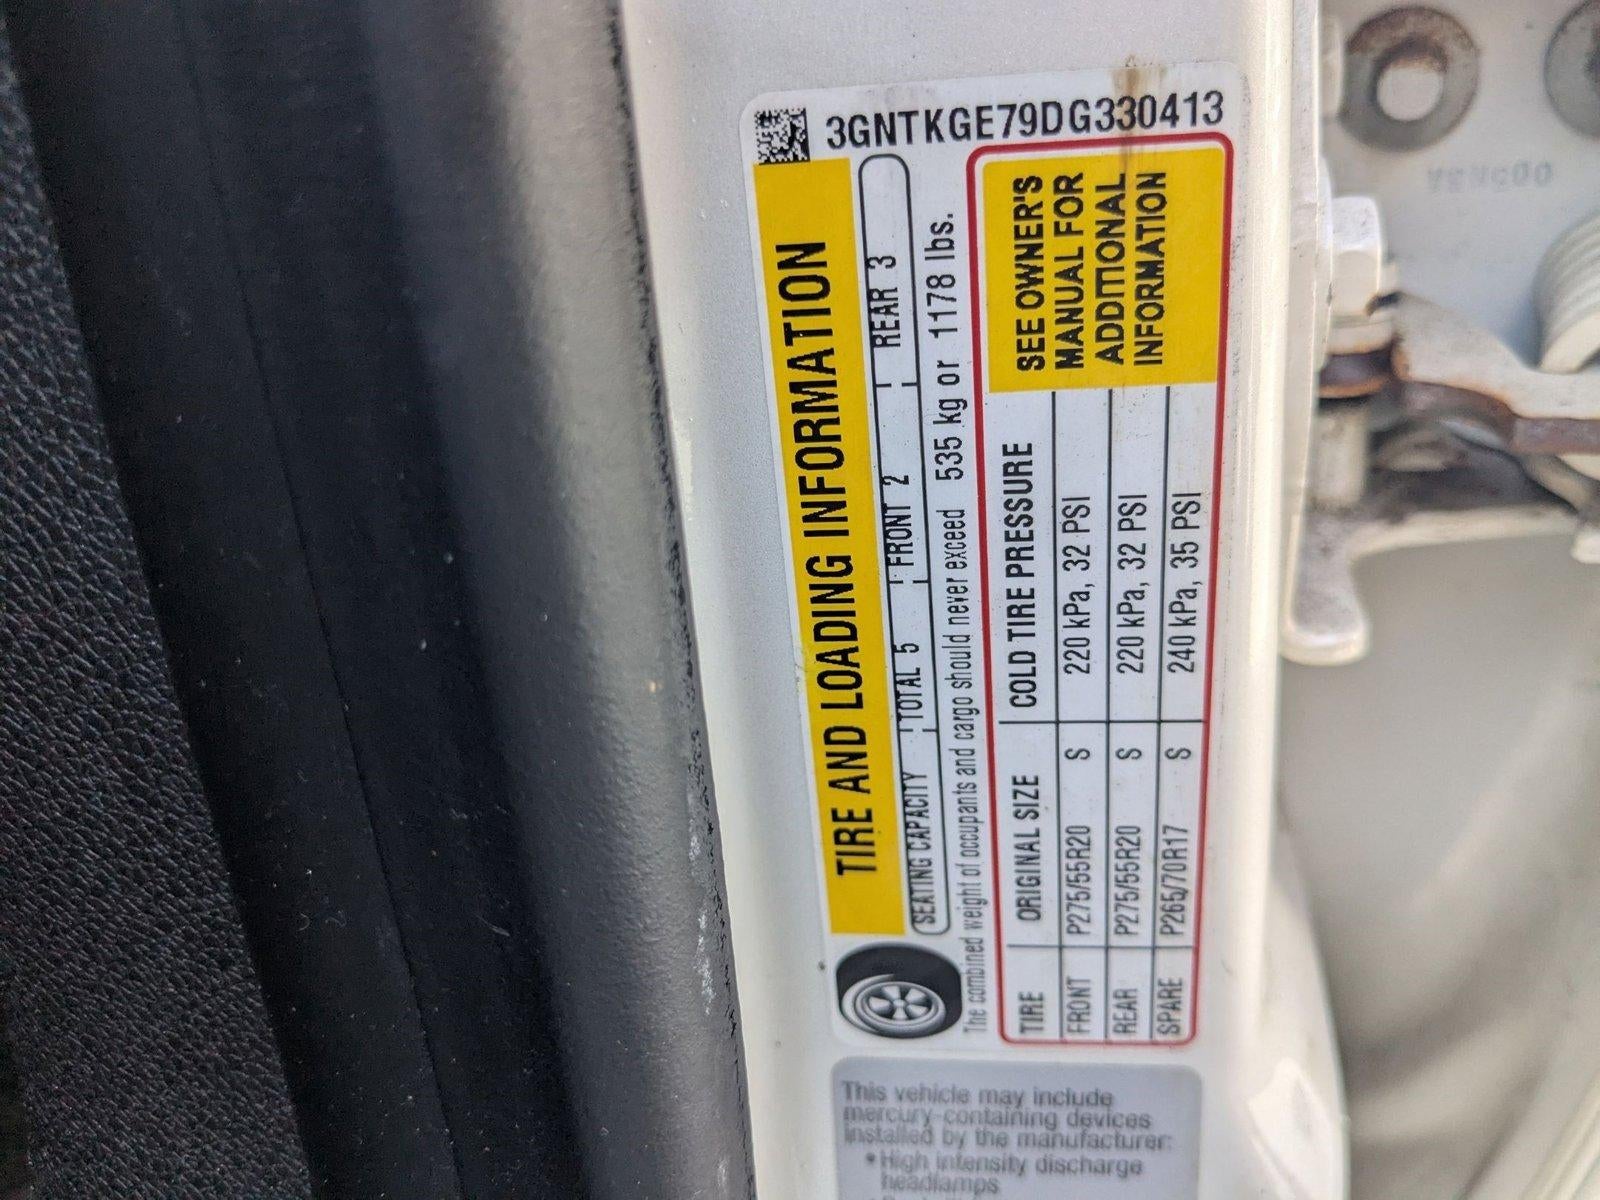 3GNTKGE79DG330413
TIRE AND LOADING INFORMATION
SEATING CAPACITY TOTAL 5 FRONT 2 REAR 3
The combined weight of occupants and cargo should never exceed 535 kg or 1178 lbs.
TIRE ORIGINAL SIZE COLD TIRE PRESSURE
FRONT P275/55R20 S 220 kPa, 32 PSI
REAR P275/55R20 S 220 kPa, 32 PSI
SPARE P265/70R17 S 240 kPa, 35 PSI
SEE OWNER'S
MANUAL FOR
ADDITIONAL
INFORMATION
This vehicle may include
mercury-containing devices
installed by the manufacturer:
• High intensity discharge
headlamps